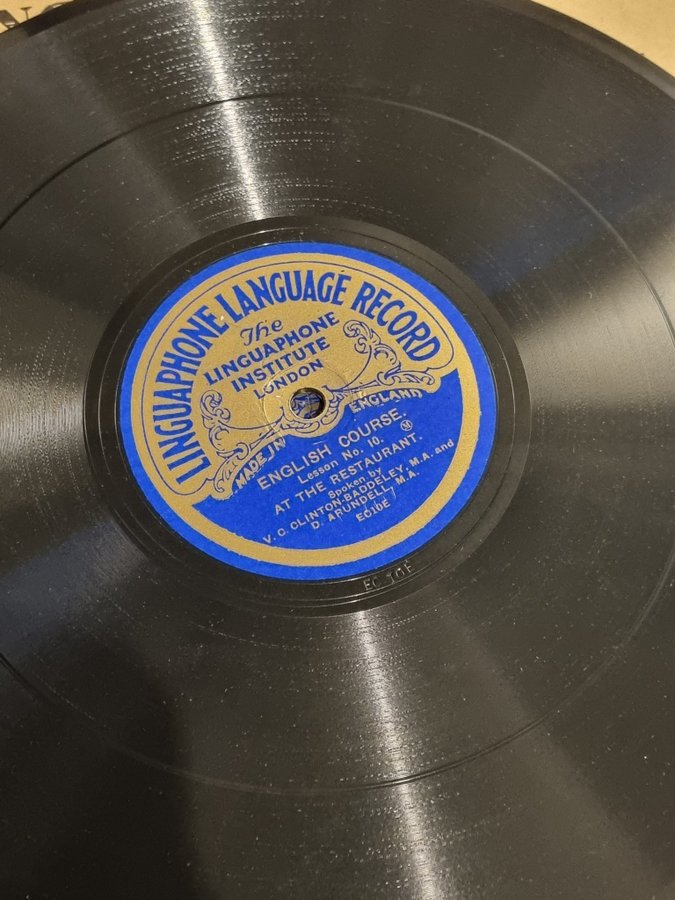 LINGUAPHONE LANGUAGE RECORD
The
LINGUAPHONE
INSTITUTE
LONDON
MADE IN ENGLAND
ENGLISH COURSE.
Lesson No. 10. M
AT THE RESTAURANT.
Spoken by
V. C. CLINTON-BADDELEY, M.A. and
D. ARUNDELL, M.A.
EC10E